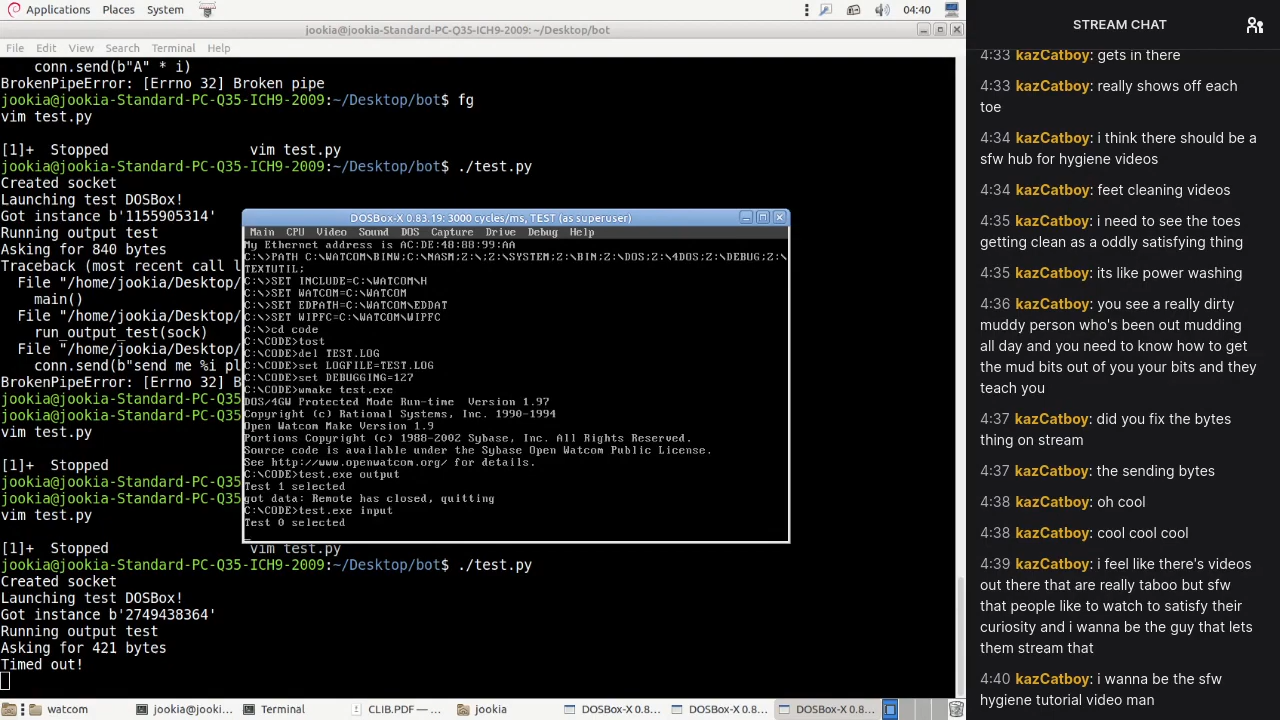 Applications Places System
04:40
jookia@jookia-Standard-PC-Q35-ICH9-2009: ~/Desktop/bot
File Edit View Search Terminal Help
conn.send(b"A" * i)
BrokenPipeError: [Errno 32] Broken pipe
jookia@jookia-Standard-PC-Q35-ICH9-2009:~/Desktop/bot$ fg
vim test.py
[1]+ Stopped vim test.py
jookia@jookia-Standard-PC-Q35-ICH9-2009:~/Desktop/bot$ ./test.py
Created socket
Launching test DOSBox!
Got instance b'1155905314'
Running output test
Asking for 840 bytes
Traceback (most recent call l
File "/home/jookia/Desktop/
main()
File "/home/jookia/Desktop/
run_output_test(sock)
File "/home/jookia/Desktop/
conn.send(b"send me %i pl
BrokenPipeError: [Errno 32] B
jookia@jookia-Standard-PC-Q35
jookia@jookia-Standard-PC-Q35
vim test.py
[1]+ Stopped
jookia@jookia-Standard-PC-Q35
jookia@jookia-Standard-PC-Q35
vim test.py
[1]+ Stopped vim test.py
jookia@jookia-Standard-PC-Q35-ICH9-2009:~/Desktop/bot$ ./test.py
Created socket
Launching test DOSBox!
Got instance b'2749438364'
Running output test
Asking for 421 bytes
Timed out!
DOSBox-X 0.83.19: 3000 cycles/ms, TEST (as superuser)
Main CPU Video Sound DOS Capture Drive Debug Help
My Ethernet address is AC:DE:48:88:99:AA
C:\>PATH C:\WATCOM\BINW;C:\NASM;Z:\;Z:\SYSTEM;Z:\BIN;Z:\DOS;Z:\4DOS;Z:\DEBUG;Z:\
TEXTUTIL;
C:\>SET INCLUDE=C:\WATCOM\H
C:\>SET WATCOM=C:\WATCOM
C:\>SET EDPATH=C:\WATCOM\EDDAT
C:\>SET WIPFC=C:\WATCOM\WIPFC
C:\>cd code
C:\CODE>tost
C:\CODE>del TEST.LOG
C:\CODE>set LOGFILE=TEST.LOG
C:\CODE>set DEBUGGING=127
C:\CODE>wmake test.exe
DOS/4GW Protected Mode Run-time Version 1.97
Copyright (c) Rational Systems, Inc. 1990-1994
Open Watcom Make Version 1.9
Portions Copyright (c) 1988-2002 Sybase, Inc. All Rights Reserved.
Source code is available under the Sybase Open Watcom Public License.
See http://www.openwatcom.org/ for details.
C:\CODE>test.exe output
Test 1 selected
got data: Remote has closed, quitting
C:\CODE>test.exe input
Test 0 selected
watcom jookia@jooki... Terminal CLIB.PDF — ... jookia DOSBox-X 0.8... DOSBox-X 0.8... DOSBox-X 0.8...
STREAM CHAT
4:33 kazCatboy: gets in there
4:33 kazCatboy: really shows off each
toe
4:34 kazCatboy: i think there should be a
sfw hub for hygiene videos
4:34 kazCatboy: feet cleaning videos
4:35 kazCatboy: i need to see the toes
getting clean as a oddly satisfying thing
4:35 kazCatboy: its like power washing
4:36 kazCatboy: you see a really dirty
muddy person who's been out mudding
all day and you need to know how to get
the mud bits out of you your bits and they
teach you
4:37 kazCatboy: did you fix the bytes
thing on stream
4:37 kazCatboy: the sending bytes
4:38 kazCatboy: oh cool
4:38 kazCatboy: cool cool cool
4:39 kazCatboy: i feel like there's videos
out there that are really taboo but sfw
that people like to watch to satisfy their
curiosity and i wanna be the guy that lets
them stream that
4:40 kazCatboy: i wanna be the sfw
hygiene tutorial video man